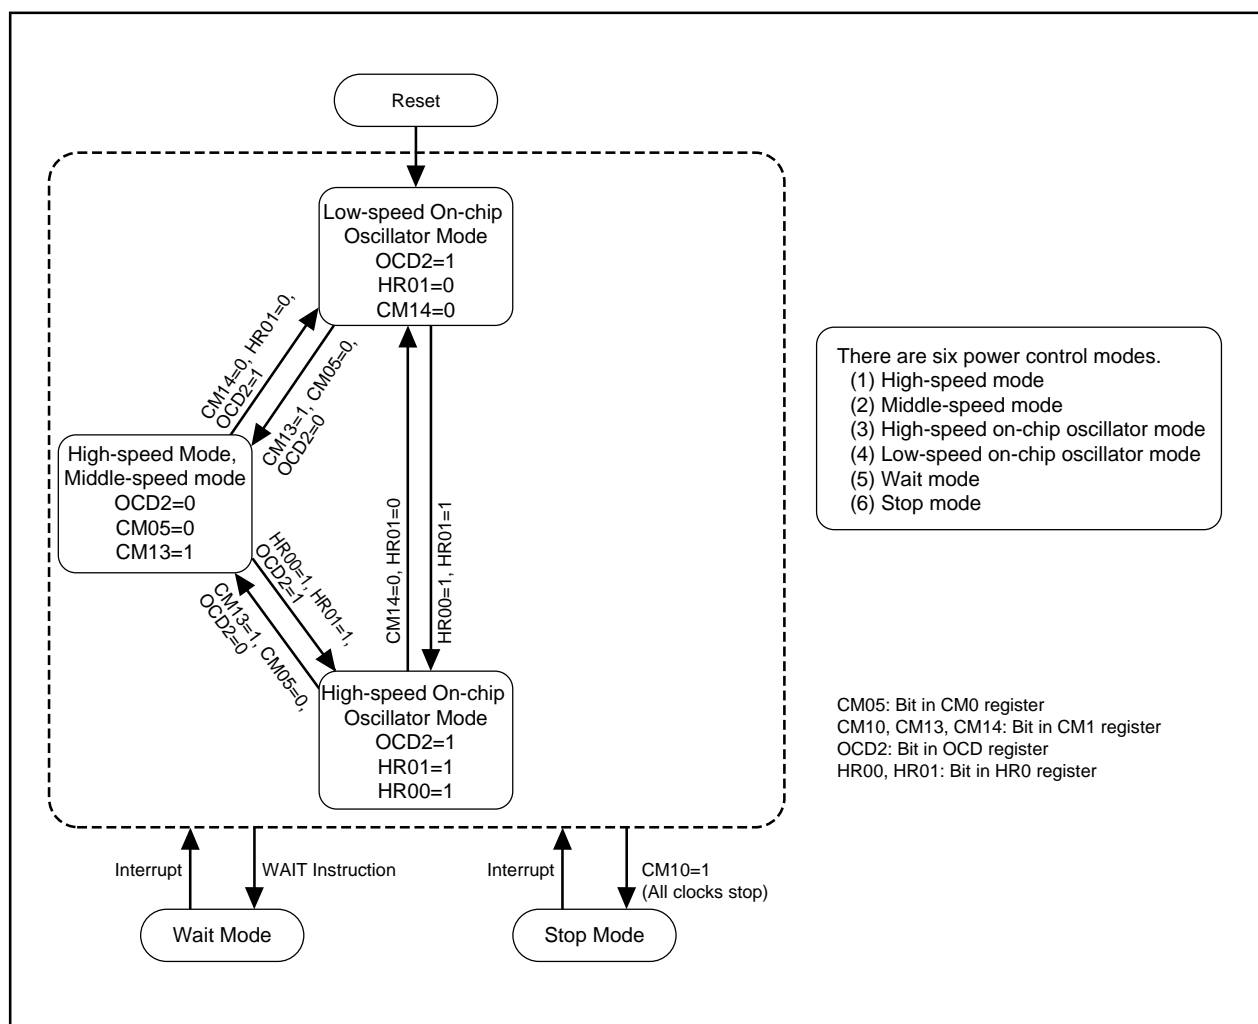 Reset
Low-speed On-chip
Oscillator Mode
OCD2=1
HR01=0
CM14=0
CM14=0, HR01=0,
OCD2=1
CM13=1, CM05=0,
OCD2=0
High-speed Mode,
Middle-speed mode
OCD2=0
CM05=0
CM13=1
HR00=1, HR01=1,
OCD2=1
CM13=1, CM05=0,
OCD2=0
CM14=0, HR01=0
HR00=1, HR01=1
High-speed On-chip
Oscillator Mode
OCD2=1
HR01=1
HR00=1
There are six power control modes.
(1) High-speed mode
(2) Middle-speed mode
(3) High-speed on-chip oscillator mode
(4) Low-speed on-chip oscillator mode
(5) Wait mode
(6) Stop mode
CM05: Bit in CM0 register
CM10, CM13, CM14: Bit in CM1 register
OCD2: Bit in OCD register
HR00, HR01: Bit in HR0 register
Interrupt
WAIT Instruction
Interrupt
CM10=1
(All clocks stop)
Wait Mode
Stop Mode